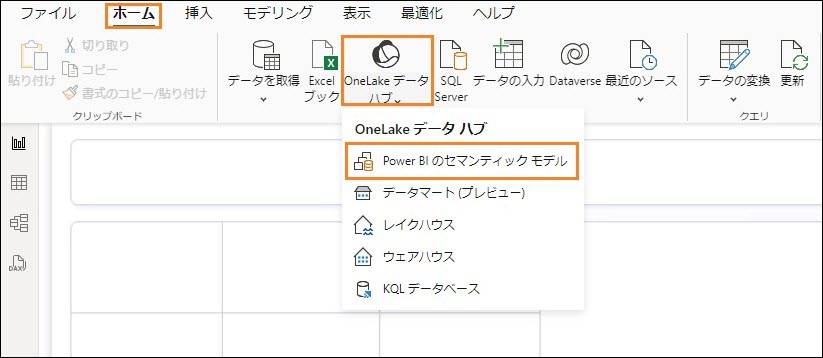 ファイル ホーム 挿入 モデリング 表示 最適化 ヘルプ
貼り付け
切り取り
コピー
書式のコピー/貼り付け
クリップボード
データを取得
Excel
ブック
OneLake データ
ハブ
SQL
Server
データの入力
Dataverse
最近のソース
データの変換
更新
クエリ
OneLake データ ハブ
Power BI のセマンティック モデル
データマート (プレビュー)
レイクハウス
ウェアハウス
KQL データベース
DAX